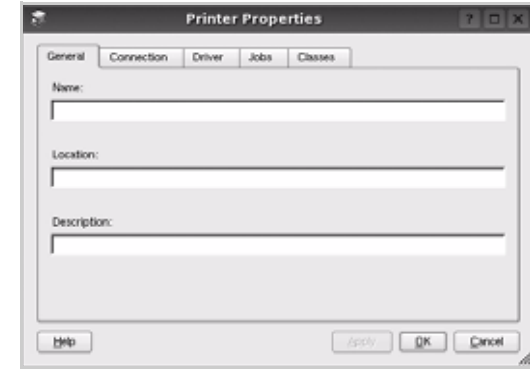 Printer Properties
General Connection Driver Jobs Classes
Name:
Location:
Description:
Help Apply OK Cancel